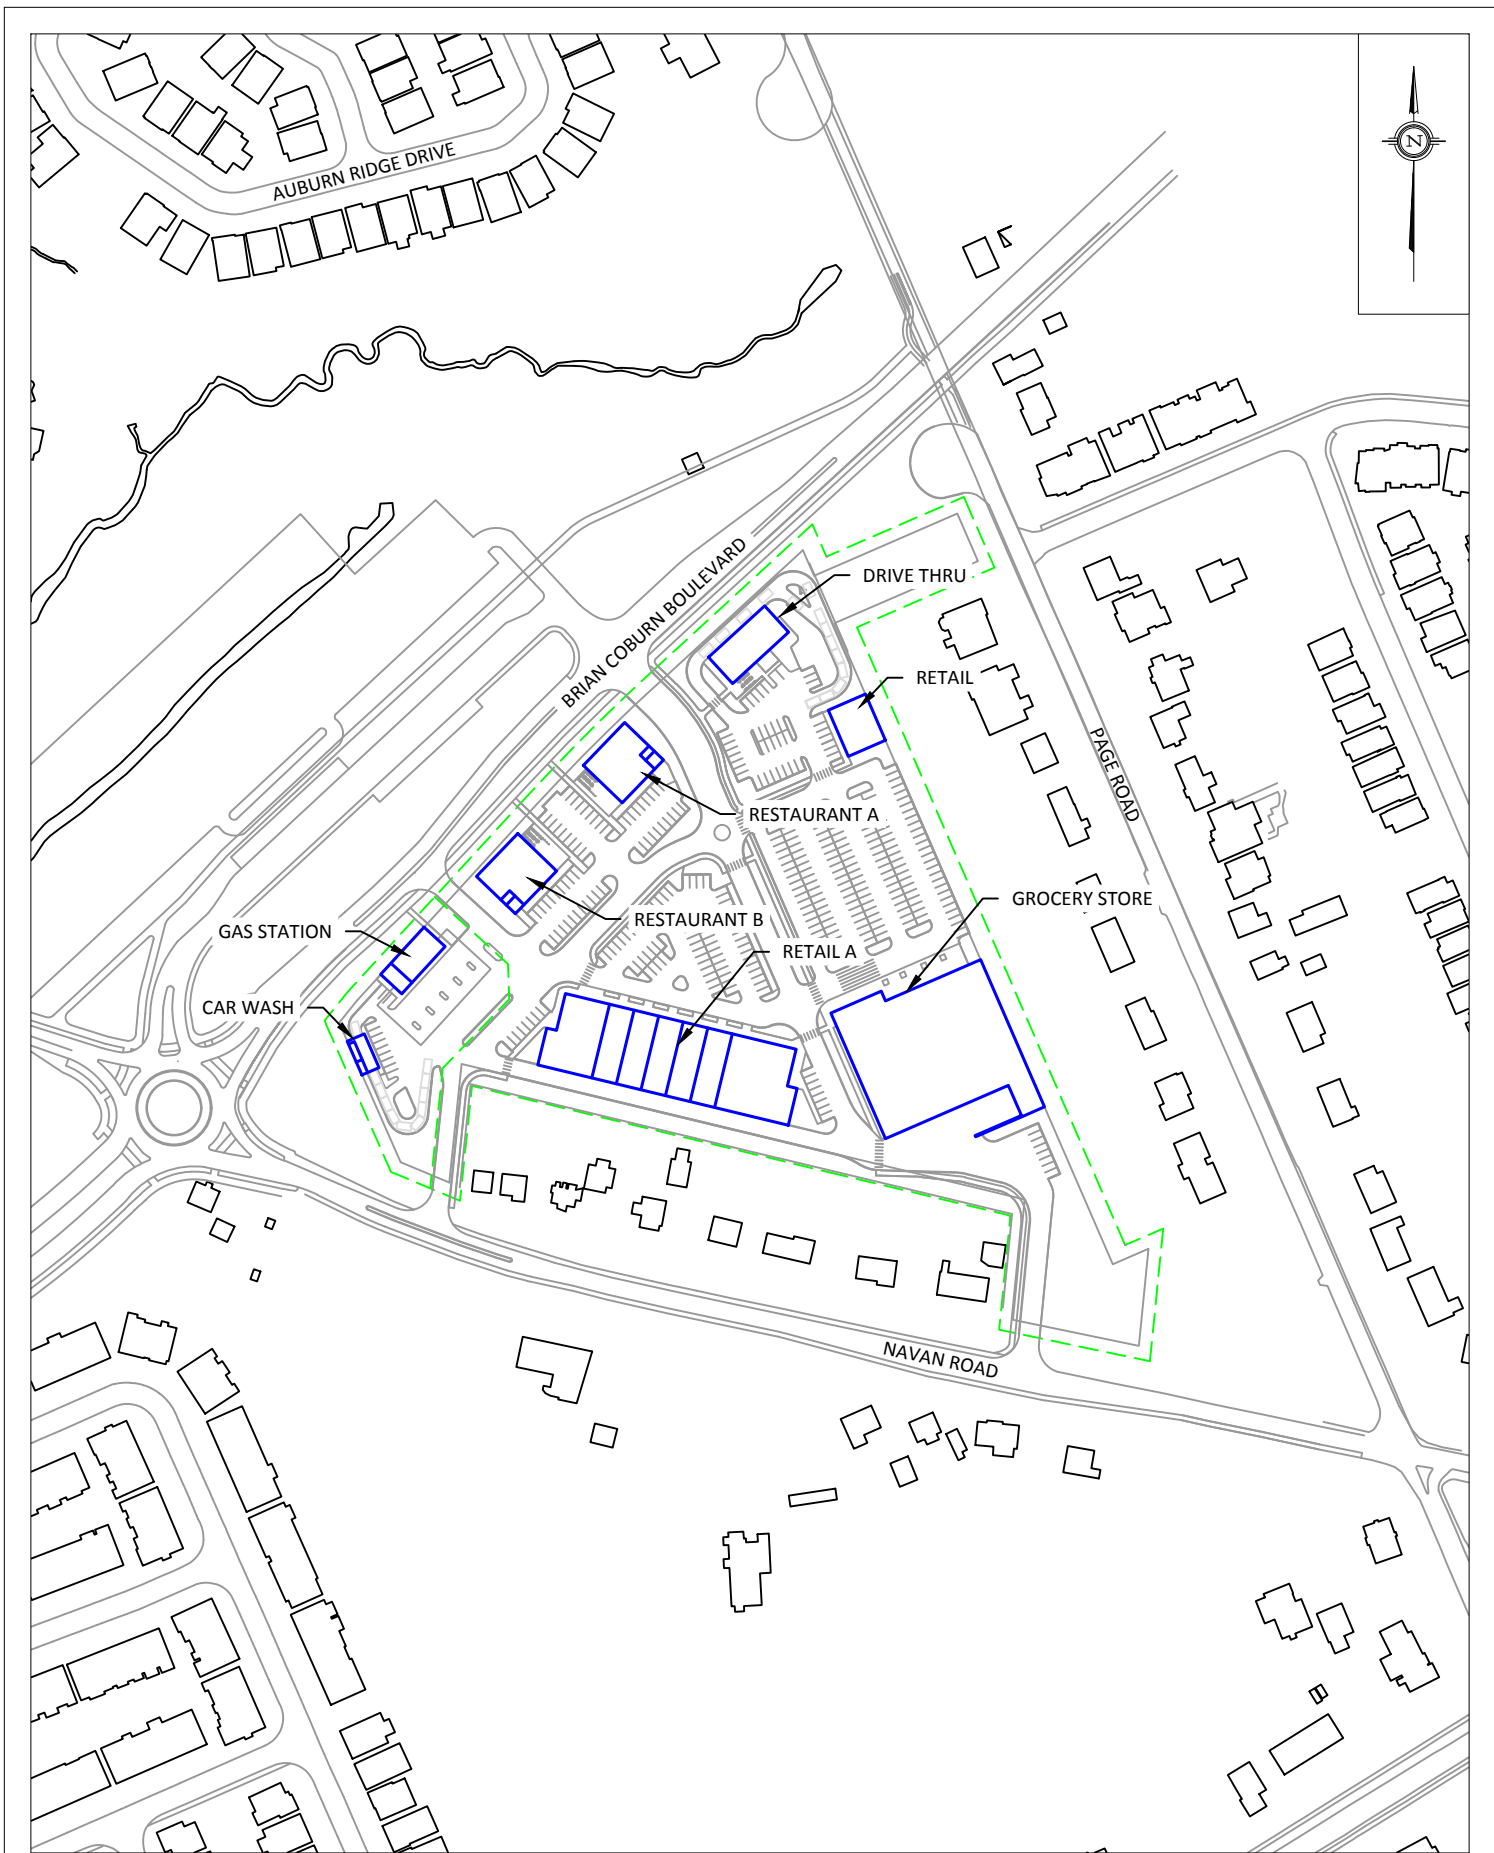 AUBURN RIDGE DRIVE
N
BRIAN COBURN BOULEVARD
DRIVE THRU
RETAIL
PAGE ROAD
RESTAURANT A
GROCERY STORE
RESTAURANT B
GAS STATION
RETAIL A
CAR WASH
NAVAN ROAD